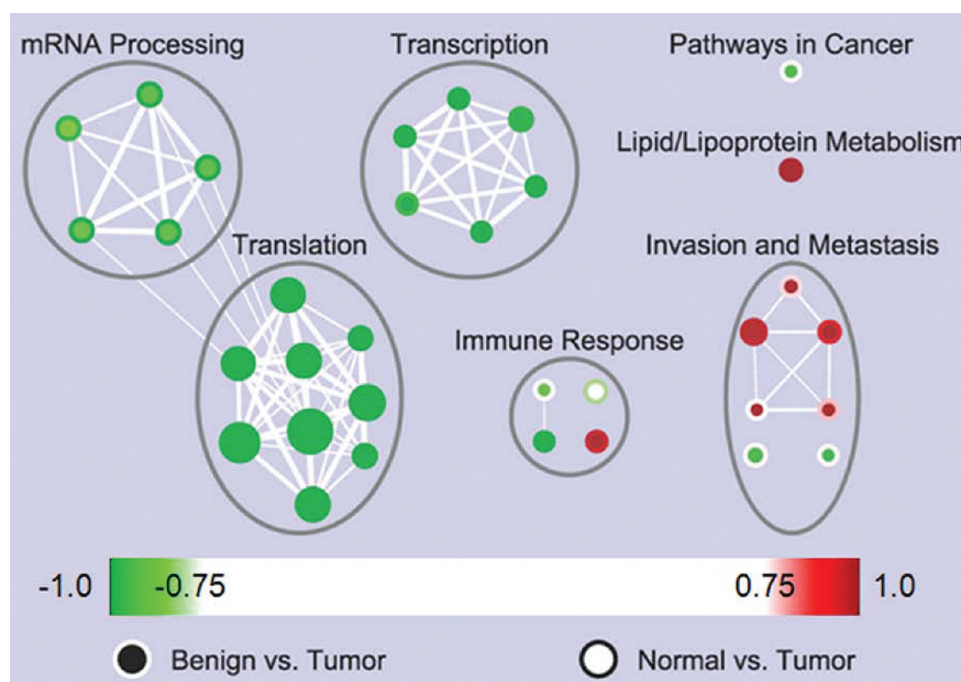 mRNA Processing
Transcription
Pathways in Cancer
Lipid/Lipoprotein Metabolism
Translation
Invasion and Metastasis
Immune Response
-1.0
-0.75
0.75
1.0
Benign vs. Tumor
Normal vs. Tumor